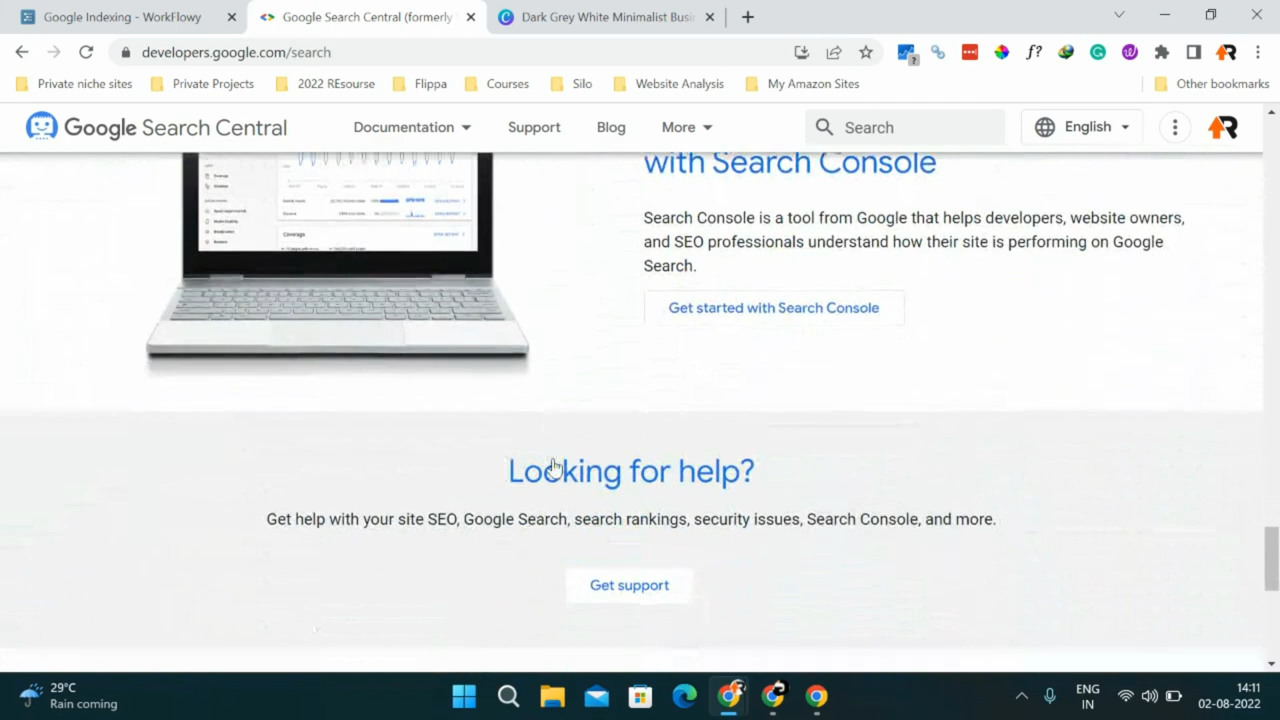 Google Indexing - WorkFlowy
Google Search Central (formerly
Dark Grey White Minimalist Busi
developers.google.com/search
f?
?
Private niche sites
Private Projects
2022 REsourse
Flippa
Courses
Silo
Website Analysis
My Amazon Sites
Other bookmarks
Google Search Central
Documentation
Support
Blog
More
Search
English
Coverage
with Search Console
Search Console is a tool from Google that helps developers, website owners,
and SEO professionals understand how their site is performing on Google
Search.
Get started with Search Console
Looking for help?
Get help with your site SEO, Google Search, search rankings, security issues, Search Console, and more.
Get support
29°C
Rain coming
ENG
IN
14:11
02-08-2022